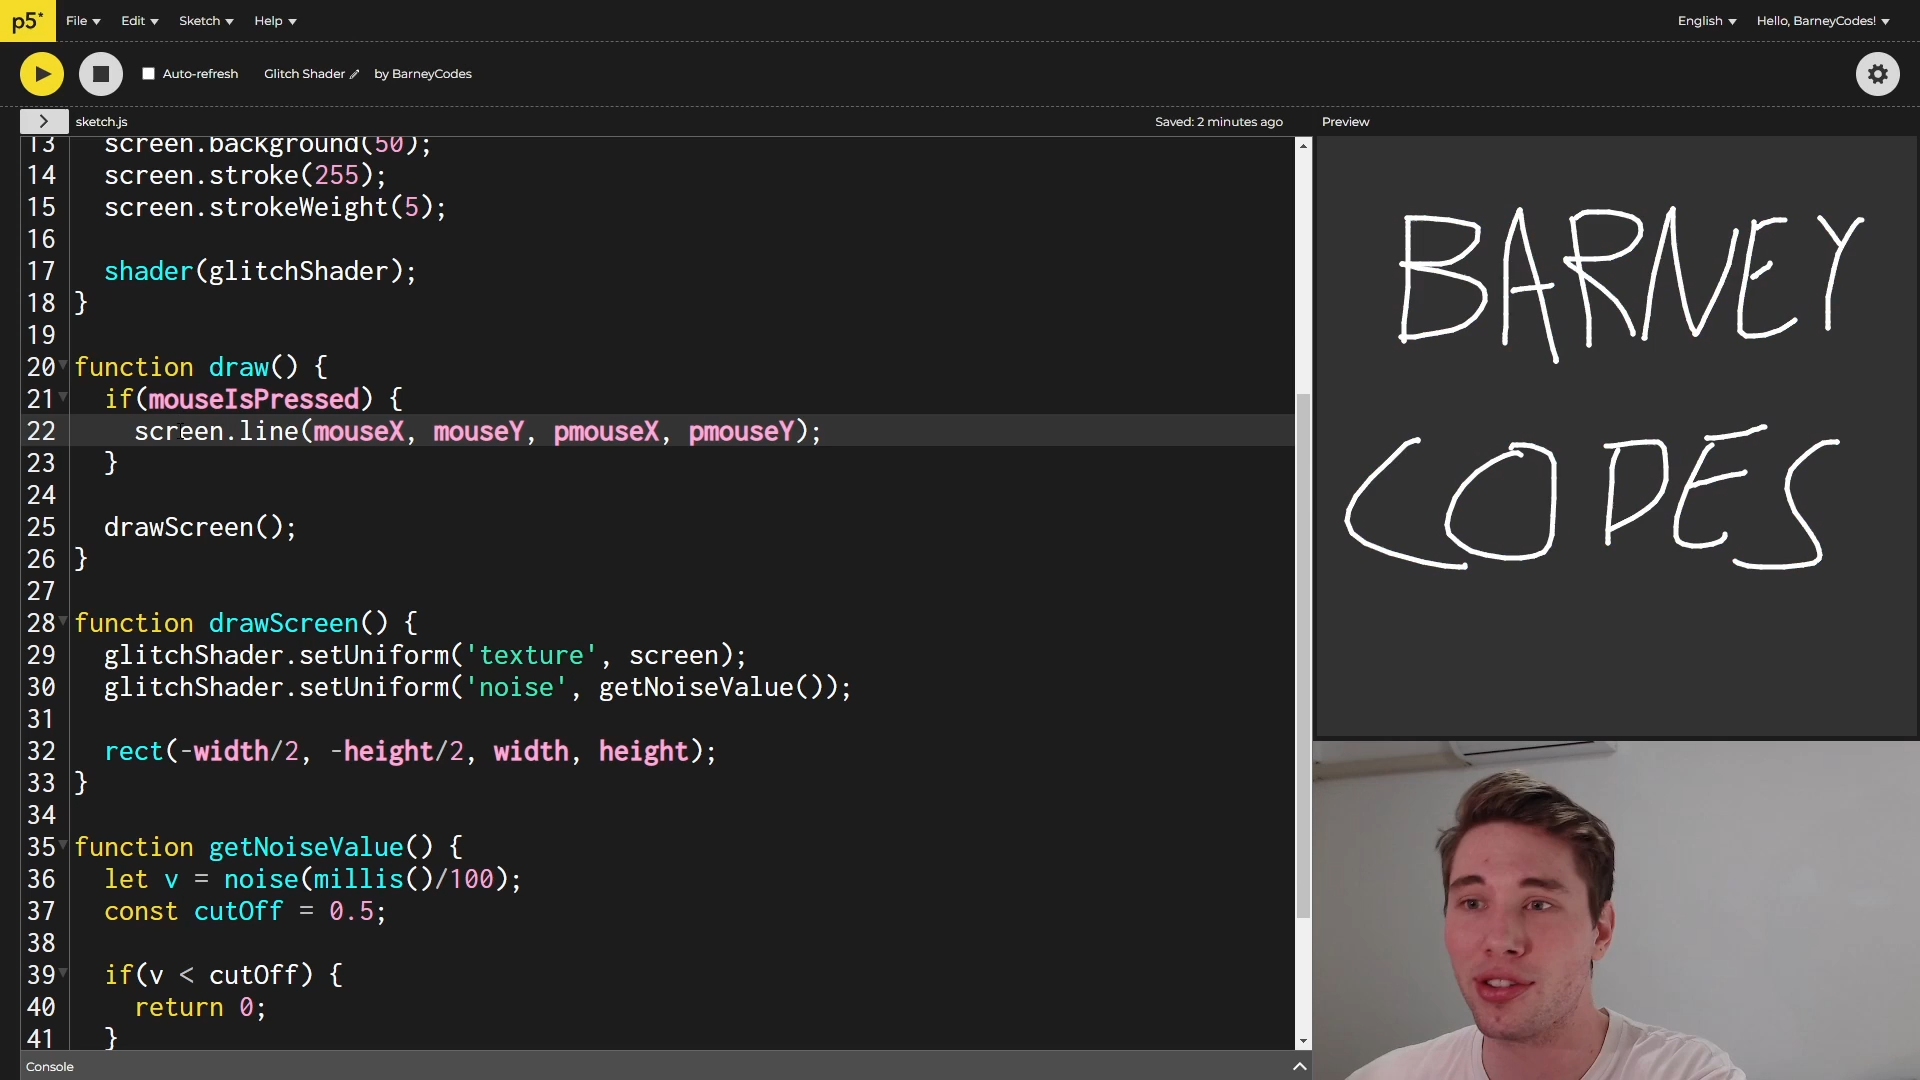 p5* File Edit Sketch Help English Hello, BarneyCodes!
Auto-refresh Glitch Shader by BarneyCodes
sketch.js Saved: 2 minutes ago Preview
13 screen.background(50);
14 screen.stroke(255);
15 screen.strokeWeight(5);
16
17 shader(glitchShader);
18 }
19
20 function draw() {
21 if(mouseIsPressed) {
22 screen.line(mouseX, mouseY, pmouseX, pmouseY);
23 }
24
25 drawScreen();
26 }
27
28 function drawScreen() {
29 glitchShader.setUniform('texture', screen);
30 glitchShader.setUniform('noise', getNoiseValue());
31
32 rect(-width/2, -height/2, width, height);
33 }
34
35 function getNoiseValue() {
36 let v = noise(millis()/100);
37 const cutOff = 0.5;
38
39 if(v < cutOff) {
40 return 0;
41 }
Console
BARNEY
CODES